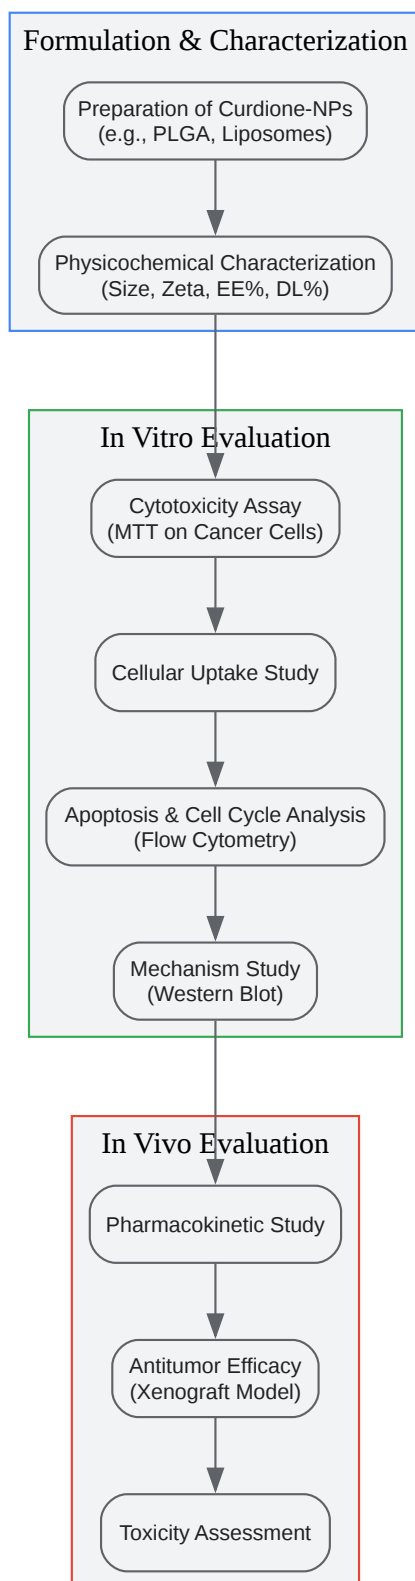 Formulation & Characterization
Preparation of Curdione-NPs
(e.g., PLGA, Liposomes)
Physicochemical Characterization
(Size, Zeta, EE%, DL%)
In Vitro Evaluation
Cytotoxicity Assay
(MTT on Cancer Cells)
Cellular Uptake Study
Apoptosis & Cell Cycle Analysis
(Flow Cytometry)
Mechanism Study
(Western Blot)
In Vivo Evaluation
Pharmacokinetic Study
Antitumor Efficacy
(Xenograft Model)
Toxicity Assessment